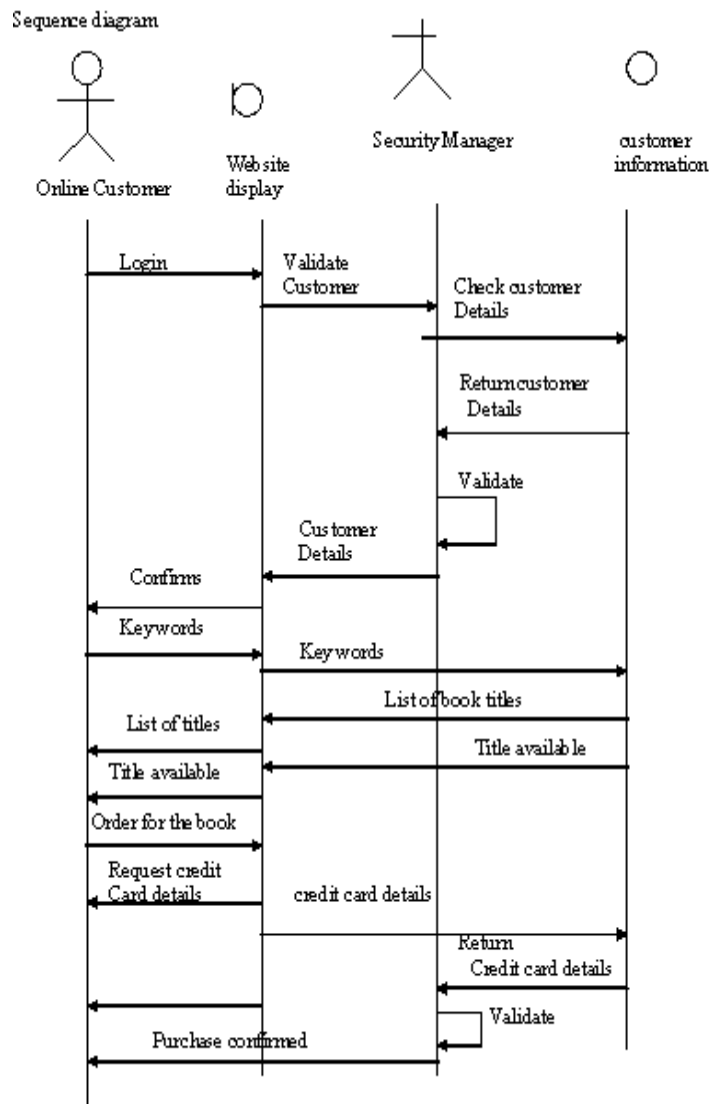 Sequence diagram
Online Customer
Website
display
Security Manager
customer
information
Login
Validate
Customer
Check customer
Details
Return customer
Details
Validate
Customer
Details
Confirms
Keywords
Keywords
List of book titles
List of titles
Title available
Title available
Order for the book
Request credit
Card details
credit card details
Return
Credit card details
Validate
Purchase confirmed